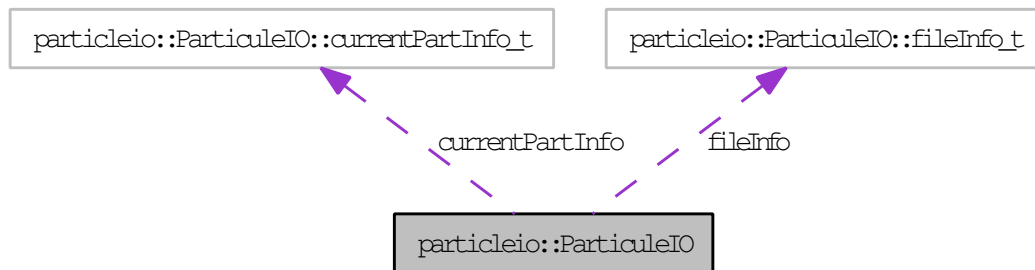 particleio::ParticuleIO::currentPartInfo_t
particleio::ParticuleIO::fileInfo_t
currentPartInfo
fileInfo
particleio::ParticuleIO